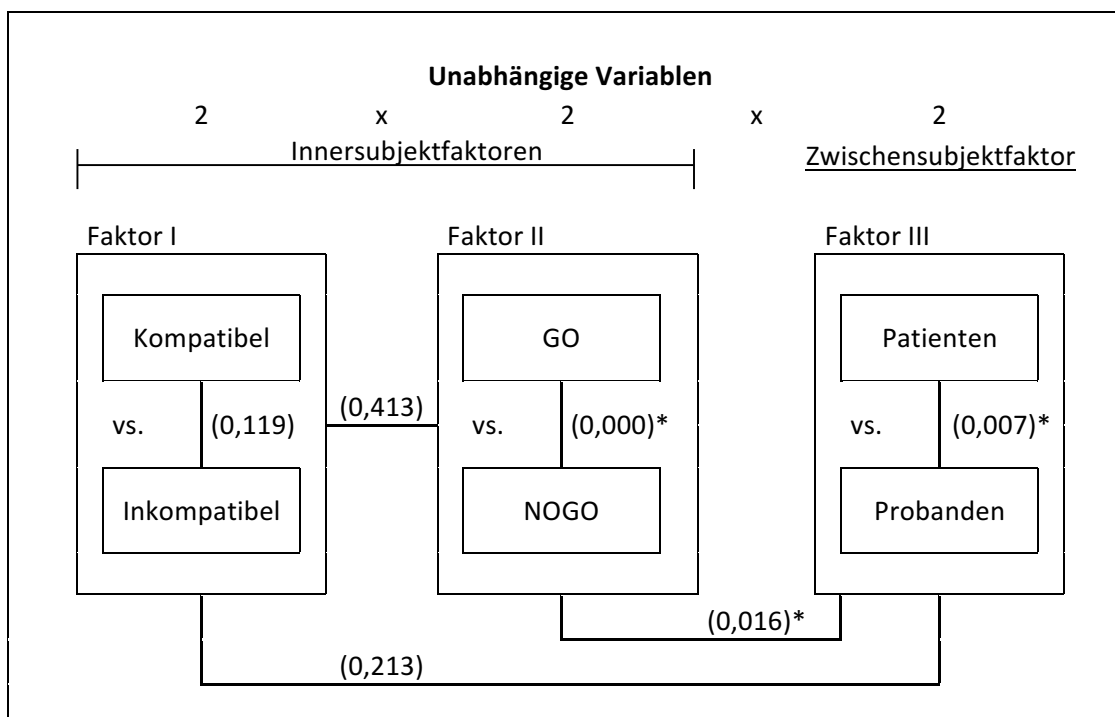 Unabhängige Variablen
2 x 2 x 2
Innersubjektfaktoren Zwischensubjektfaktor
Faktor I Faktor II Faktor III
Kompatibel GO Patienten
(0,413)
vs. (0,119) vs. (0,000)* vs. (0,007)*
Inkompatibel NOGO Probanden
(0,016)*
(0,213)